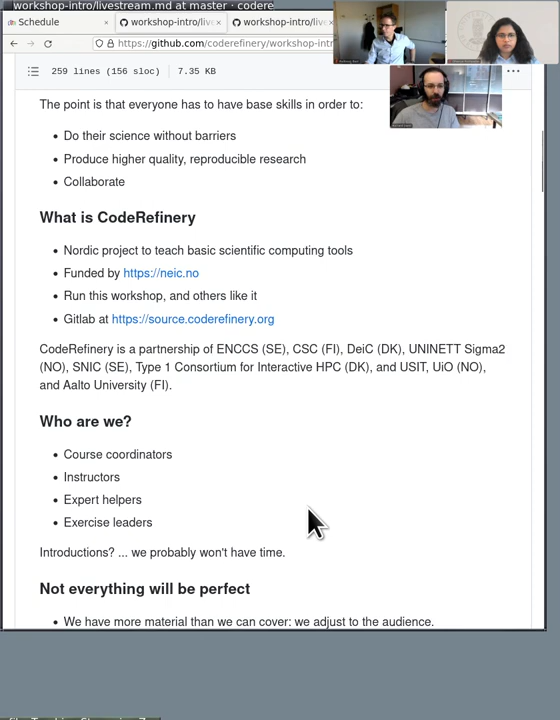 workshop-intro/livestream.md at master · codere
Schedule
workshop-intro/live
workshop-intro/live
https://github.com/coderefinery/workshop-intr
259 lines (156 sloc) 7.35 KB
The point is that everyone has to have base skills in order to:
Do their science without barriers
Produce higher quality, reproducible research
Collaborate
What is CodeRefinery
Nordic project to teach basic scientific computing tools
Funded by https://neic.no
Run this workshop, and others like it
Gitlab at https://source.coderefinery.org
CodeRefinery is a partnership of ENCCS (SE), CSC (FI), DeiC (DK), UNINETT Sigma2
(NO), SNIC (SE), Type 1 Consortium for Interactive HPC (DK), and USIT, UiO (NO),
and Aalto University (FI).
Who are we?
Course coordinators
Instructors
Expert helpers
Exercise leaders
Introductions? ... we probably won't have time.
Not everything will be perfect
We have more material than we can cover: we adjust to the audience.